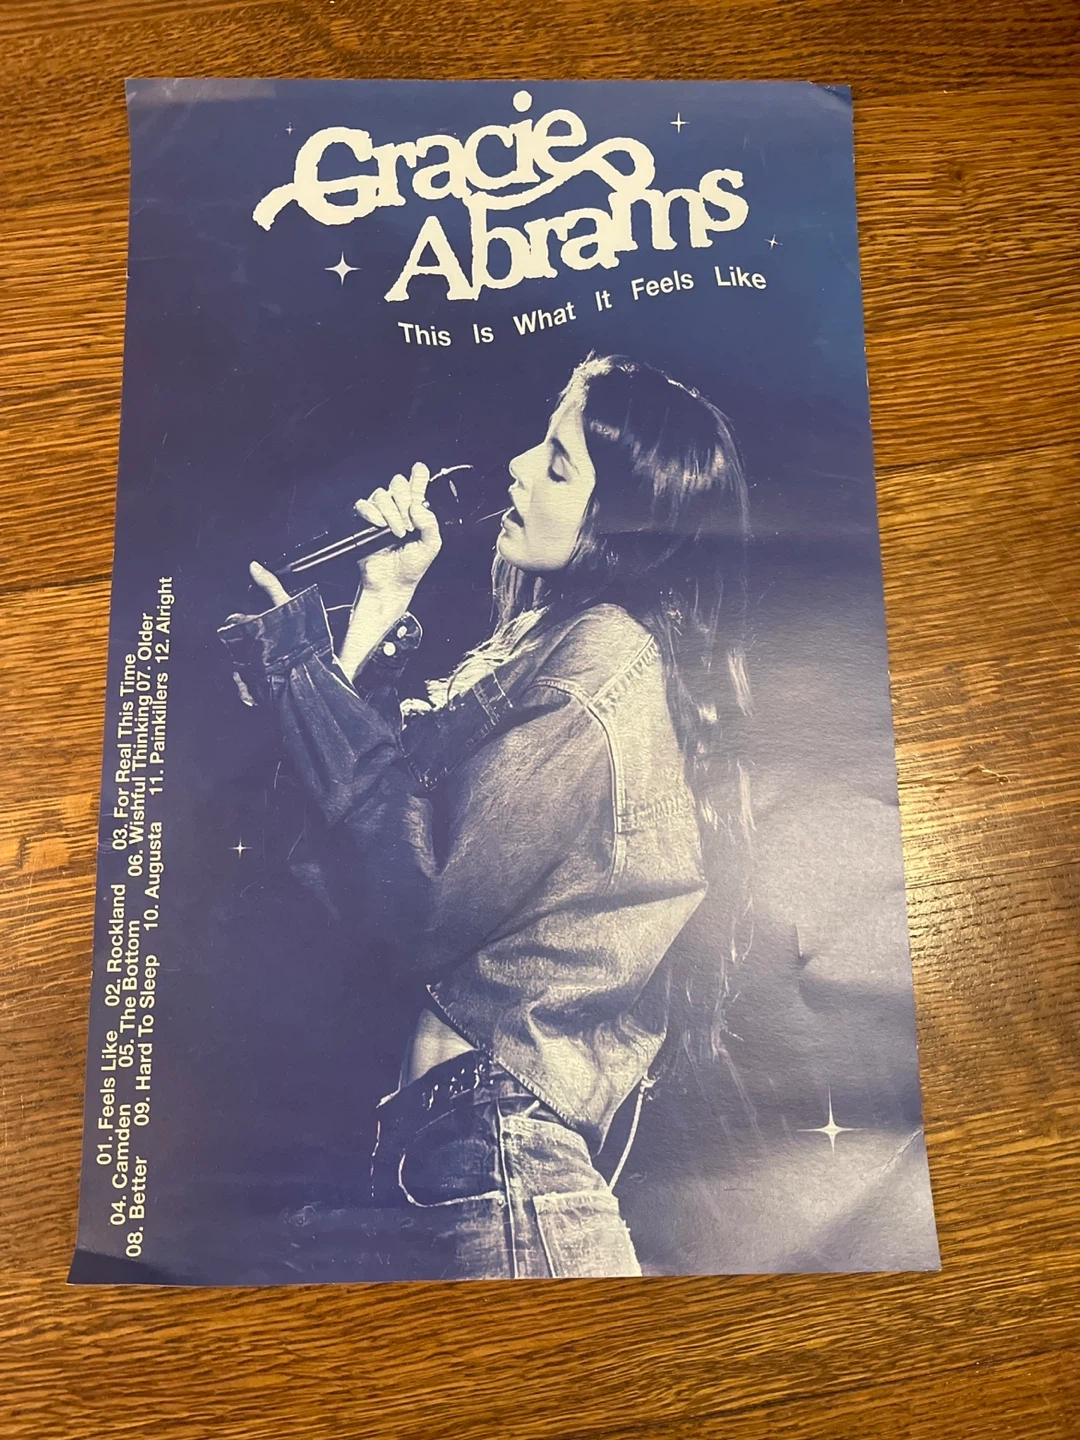 Gracie
Abrams
This Is What It Feels Like
01. Feels Like 02. Rockland 03. For Real This Time
04. Camden 05. The Bottom 06. Wishful Thinking 07. Older
08. Better 09. Hard To Sleep 10. Augusta 11. Painkillers 12. Alright